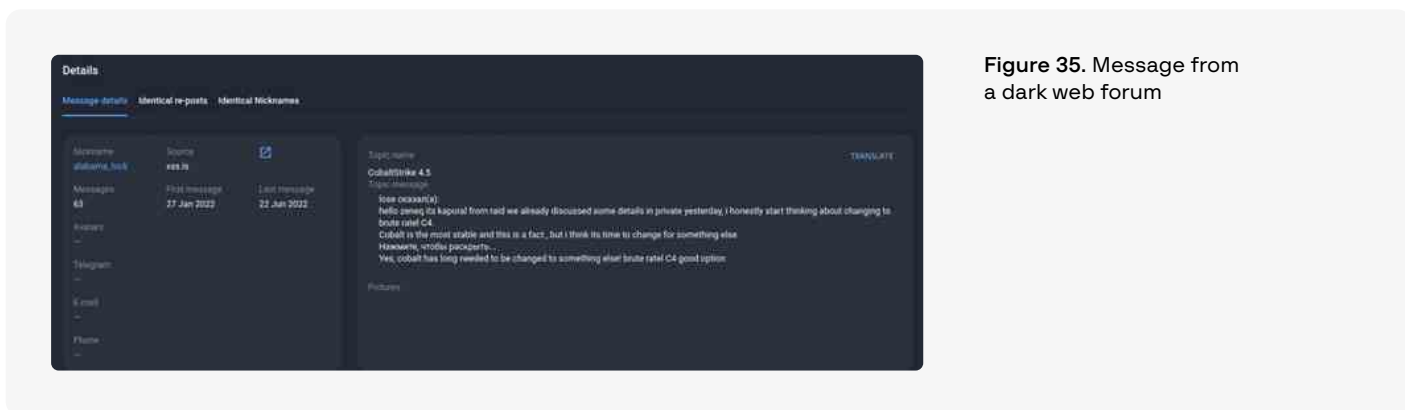 Details
Message details Identical re-posts Identical Nicknames
Nickname Source
alabama_hick xss.is
Messages First message Last message
63 27 Jan 2022 22 Jun 2022
Avatars
--
Telegram
--
E-mail
--
Phone
--
Topic name TRANSLATE
CobaltStrike 4.5
Topic message
lose сказал(а):
hello zeneq its kapural from raid we already discussed some details in private yesterday, i honestly start thinking about changing to
brute ratel C4.
Cobalt is the most stable and this is a fact , but i think its time to change for something else
Нажмите, чтобы раскрыть...
Yes, cobalt has long needed to be changed to something else! brute ratel C4 good option
Pictures
Figure 35. Message from
a dark web forum